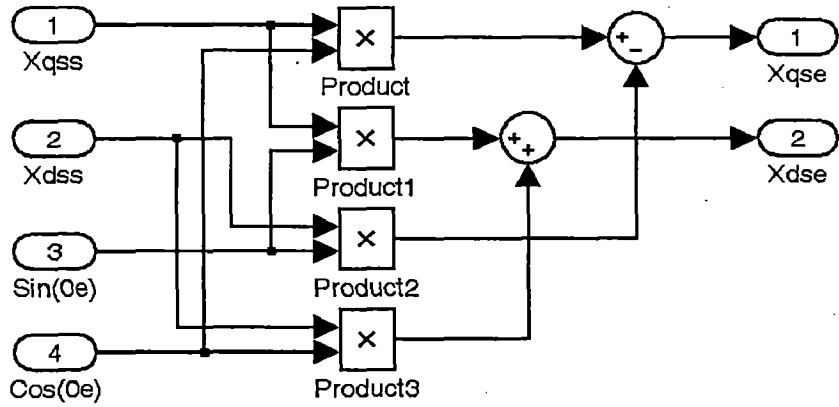 1
Xqss
×
Product
+
−
1
Xqse
2
Xdss
×
Product1
+
+
2
Xdse
3
Sin(0e)
×
Product2
4
Cos(0e)
×
Product3